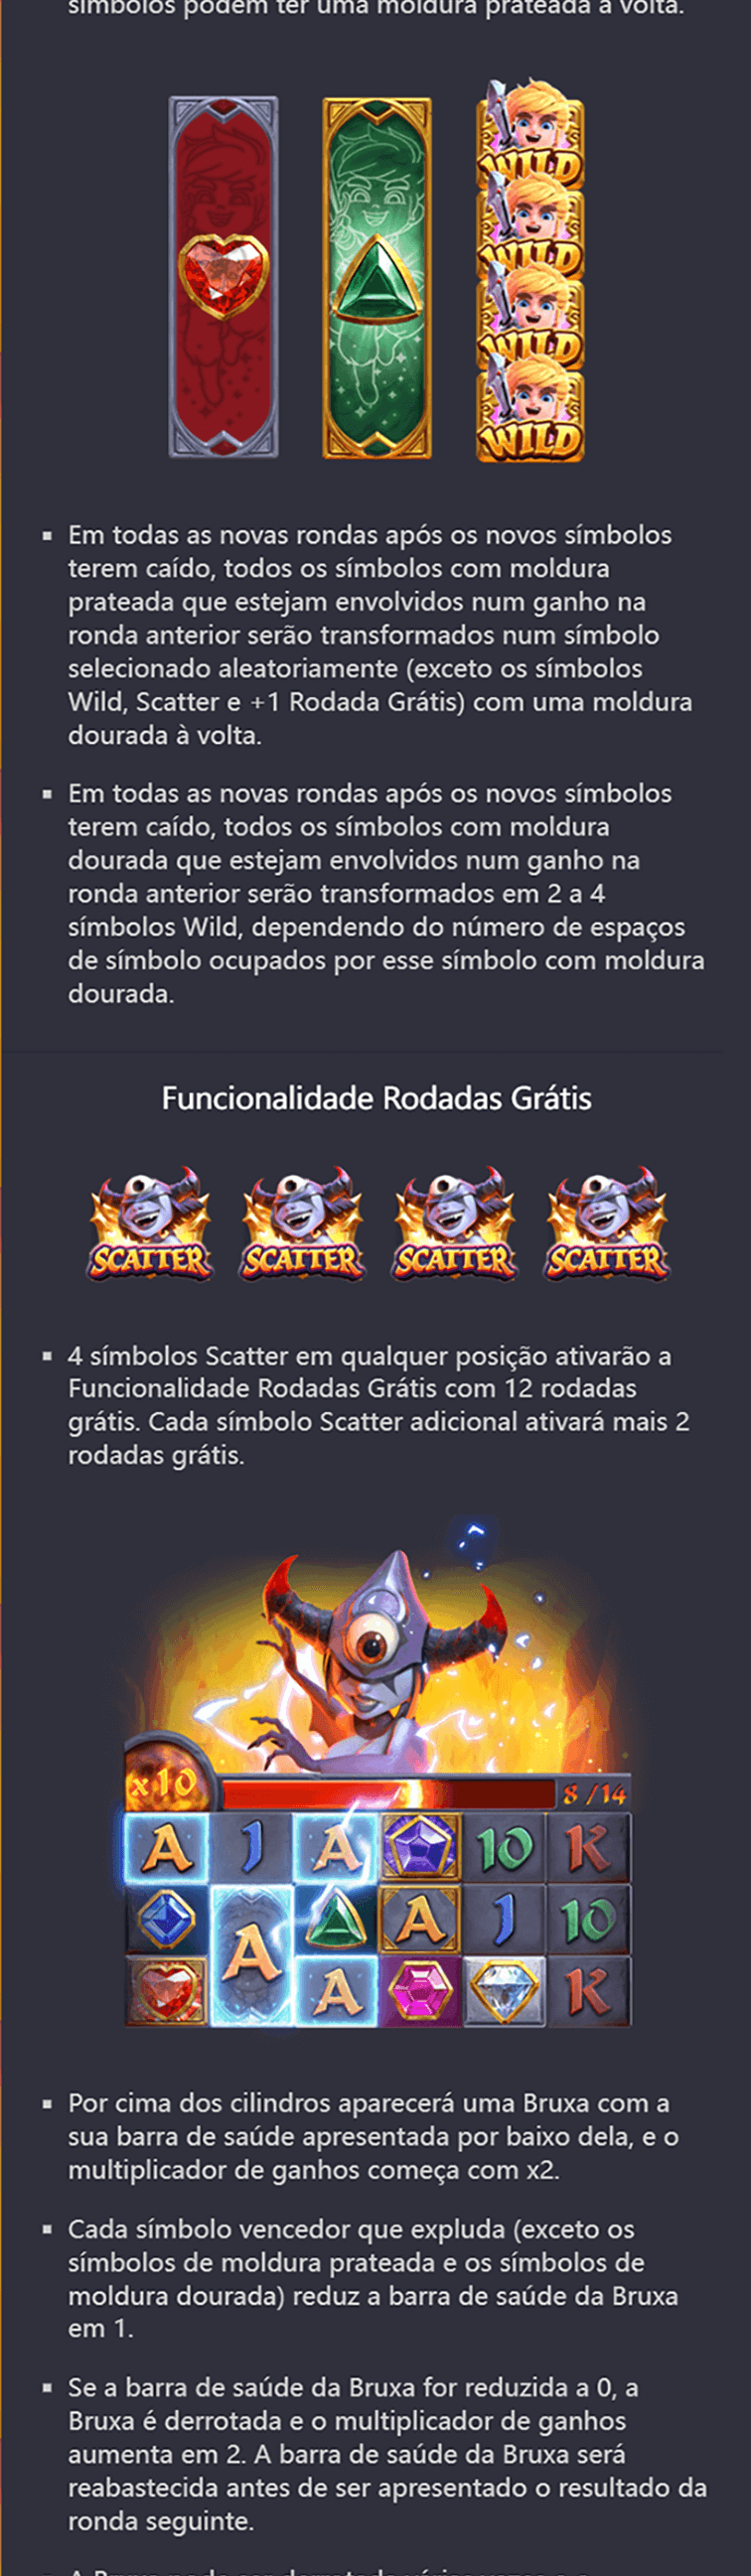 símbolos podem ter uma moldura prateada à volta.
WILD
WILD
WILD
WILD
Em todas as novas rondas após os novos símbolos
terem caído, todos os símbolos com moldura
prateada que estejam envolvidos num ganho na
ronda anterior serão transformados num símbolo
selecionado aleatoriamente (exceto os símbolos
Wild, Scatter e +1 Rodada Grátis) com uma moldura
dourada à volta.
Em todas as novas rondas após os novos símbolos
terem caído, todos os símbolos com moldura
dourada que estejam envolvidos num ganho na
ronda anterior serão transformados em 2 a 4
símbolos Wild, dependendo do número de espaços
de símbolo ocupados por esse símbolo com moldura
dourada.
Funcionalidade Rodadas Grátis
SCATTER SCATTER SCATTER SCATTER
4 símbolos Scatter em qualquer posição ativarão a
Funcionalidade Rodadas Grátis com 12 rodadas
grátis. Cada símbolo Scatter adicional ativará mais 2
rodadas grátis.
x10 8/14
A J A 10 K
A A J 10
A K
Por cima dos cilindros aparecerá uma Bruxa com a
sua barra de saúde apresentada por baixo dela, e o
multiplicador de ganhos começa com x2.
Cada símbolo vencedor que expluda (exceto os
símbolos de moldura prateada e os símbolos de
moldura dourada) reduz a barra de saúde da Bruxa
em 1.
Se a barra de saúde da Bruxa for reduzida a 0, a
Bruxa é derrotada e o multiplicador de ganhos
aumenta em 2. A barra de saúde da Bruxa será
reabastecida antes de ser apresentado o resultado da
ronda seguinte.